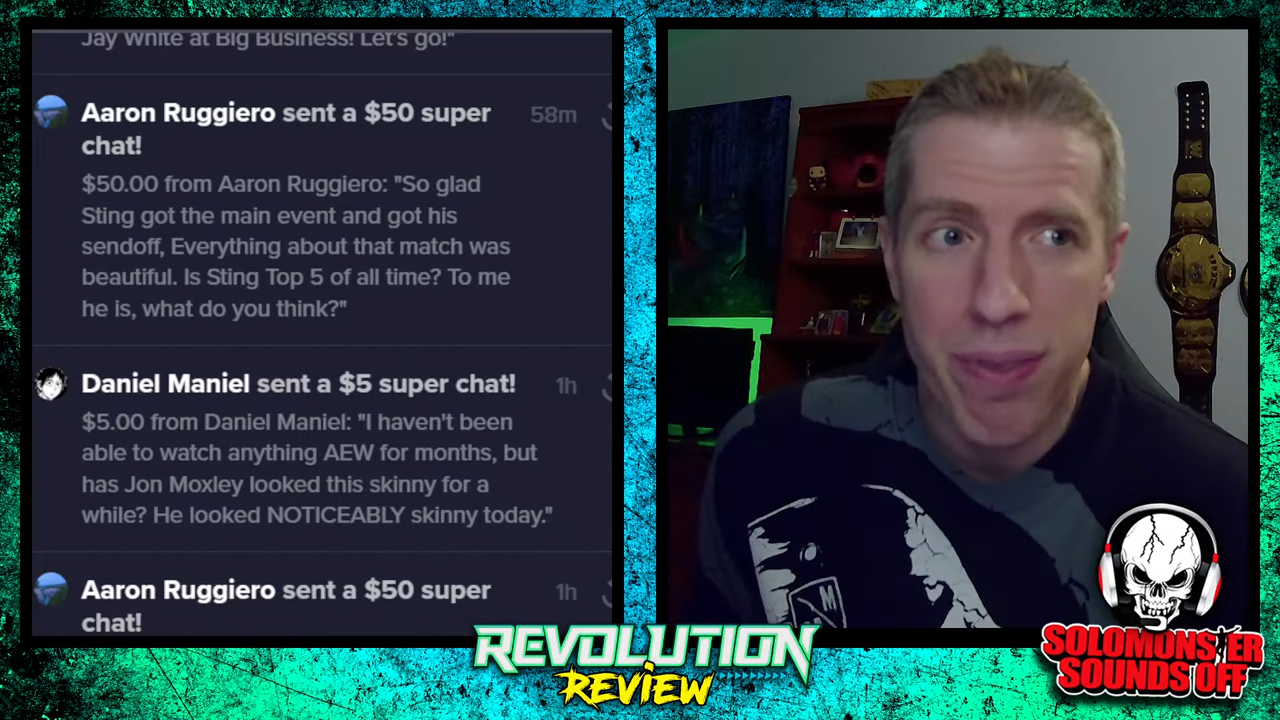 Jay White at Big Business! Let's go!"
Aaron Ruggiero sent a $50 super
chat!
58m
$50.00 from Aaron Ruggiero: "So glad
Sting got the main event and got his
sendoff, Everything about that match was
beautiful. Is Sting Top 5 of all time? To me
he is, what do you think?"
Daniel Maniel sent a $5 super chat!
1h
$5.00 from Daniel Maniel: "I haven't been
able to watch anything AEW for months, but
has Jon Moxley looked this skinny for a
while? He looked NOTICEABLY skinny today."
Aaron Ruggiero sent a $50 super
chat!
1h
REVOLUTION
REVIEW
SOLOMONSTER
SOUNDS OFF
M